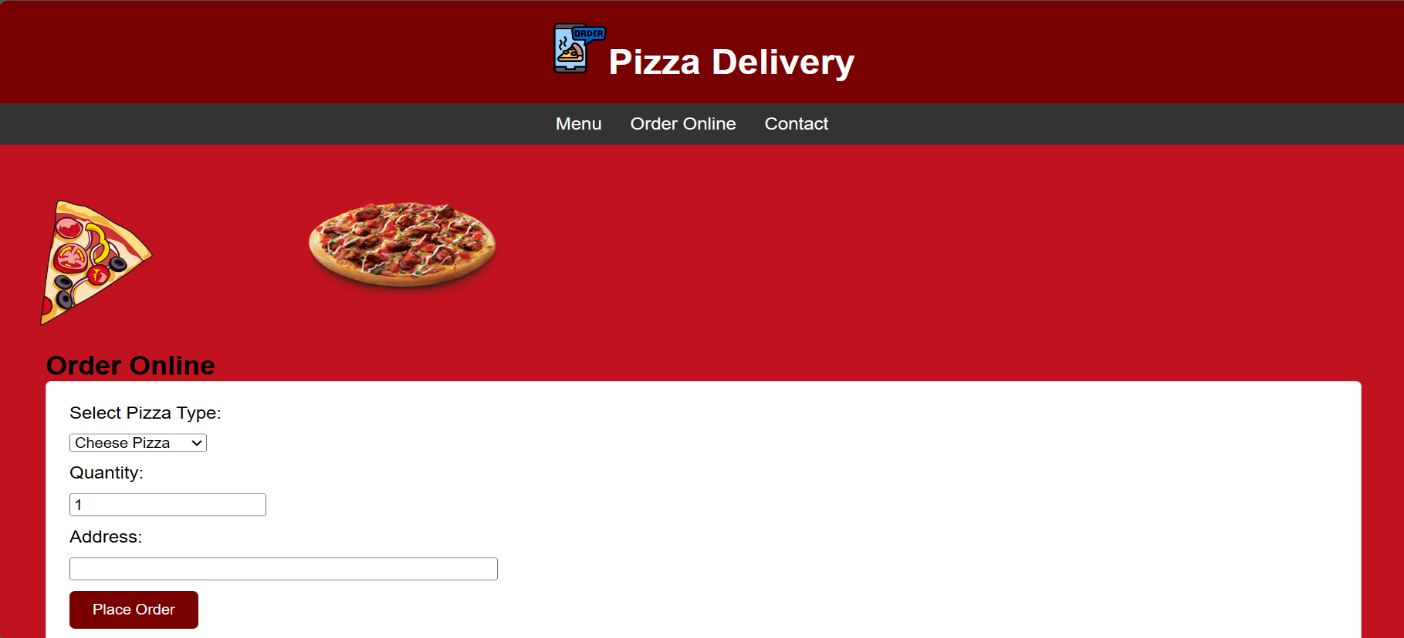 ORDER
Pizza Delivery
Menu Order Online Contact
Order Online
Select Pizza Type:
Cheese Pizza
Quantity:
1
Address:
Place Order